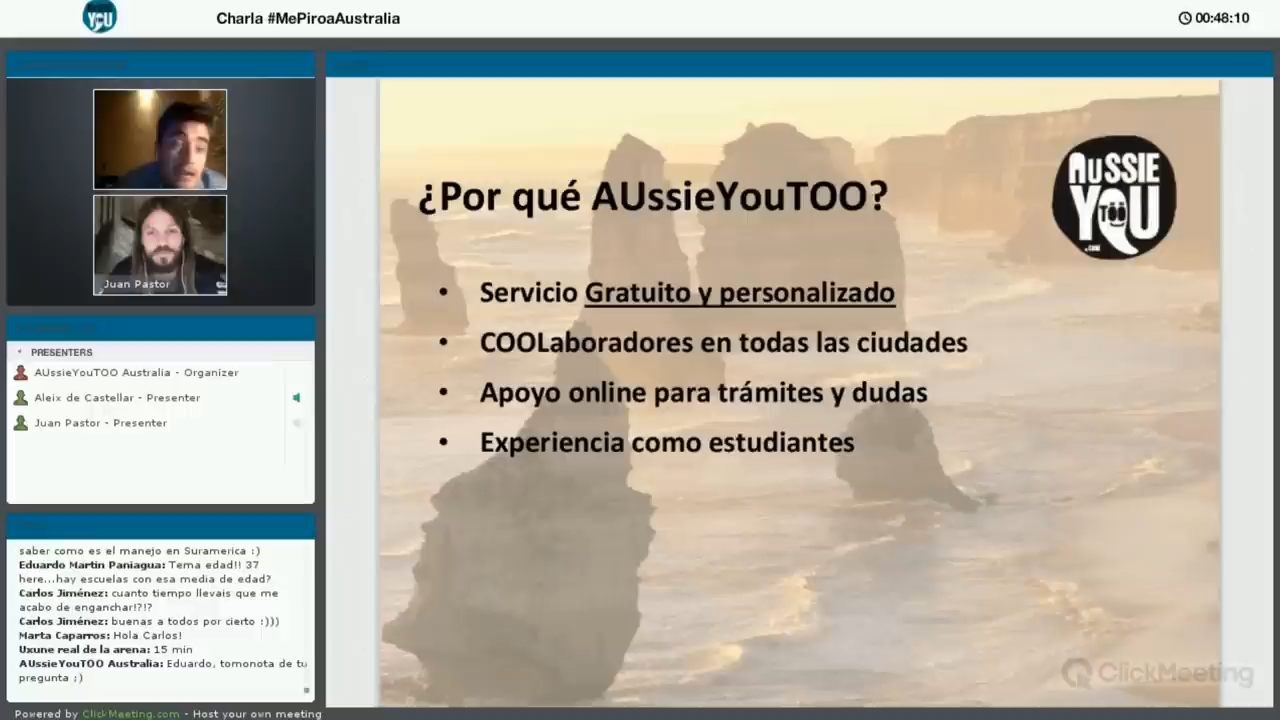 YOU
Charla #MePiroaAustralia
00:48:10
Juan Pastor
PRESENTERS
AUssieYouTOO Australia - Organizer
Aleix de Castellar - Presenter
Juan Pastor - Presenter
saber como es el manejo en Suramerica :)
Eduardo Martin Paniagua: Tema edad!! 37
here...hay escuelas con esa media de edad?
Carlos Jiménez: cuanto tiempo llevais que me
acabo de enganchar!?!?
Carlos Jiménez: buenas a todos por cierto :)))
Marta Caparros: Hola Carlos!
Uxune real de la arena: 15 min
AUssieYouTOO Australia: Eduardo, tomonota de tu
pregunta ;)
Powered by ClickMeeting.com - Host your own meeting
¿Por qué AUssieYouTOO?
AUSSIE
YOU
TOO
.COM
• Servicio Gratuito y personalizado
• COOLaboradores en todas las ciudades
• Apoyo online para trámites y dudas
• Experiencia como estudiantes
ClickMeeting